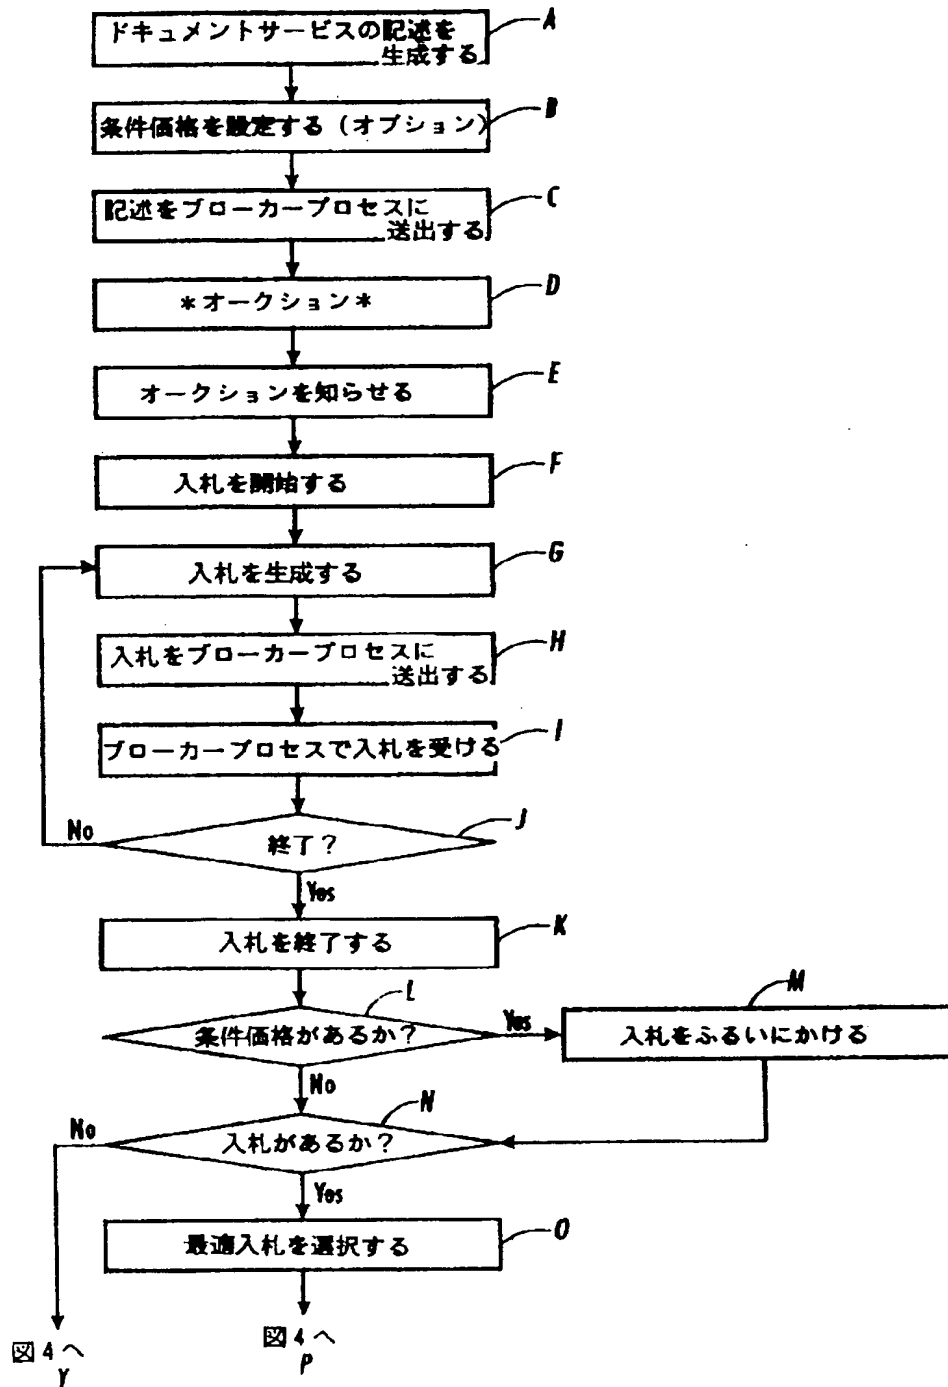 ドキュメントサービスの記述を
生成する
A
条件価格を設定する（オプション）
B
記述をブローカープロセスに
送出する
C
＊オークション＊
D
オークションを知らせる
E
入札を開始する
F
入札を生成する
G
入札をブローカープロセスに
送出する
H
ブローカープロセスで入札を受ける
I
終了？
J
No
Yes
入札を終了する
K
条件価格があるか？
L
Yes
入札をふるいにかける
M
No
入札があるか？
N
No
Yes
最適入札を選択する
O
図4へ
Y
図4へ
P